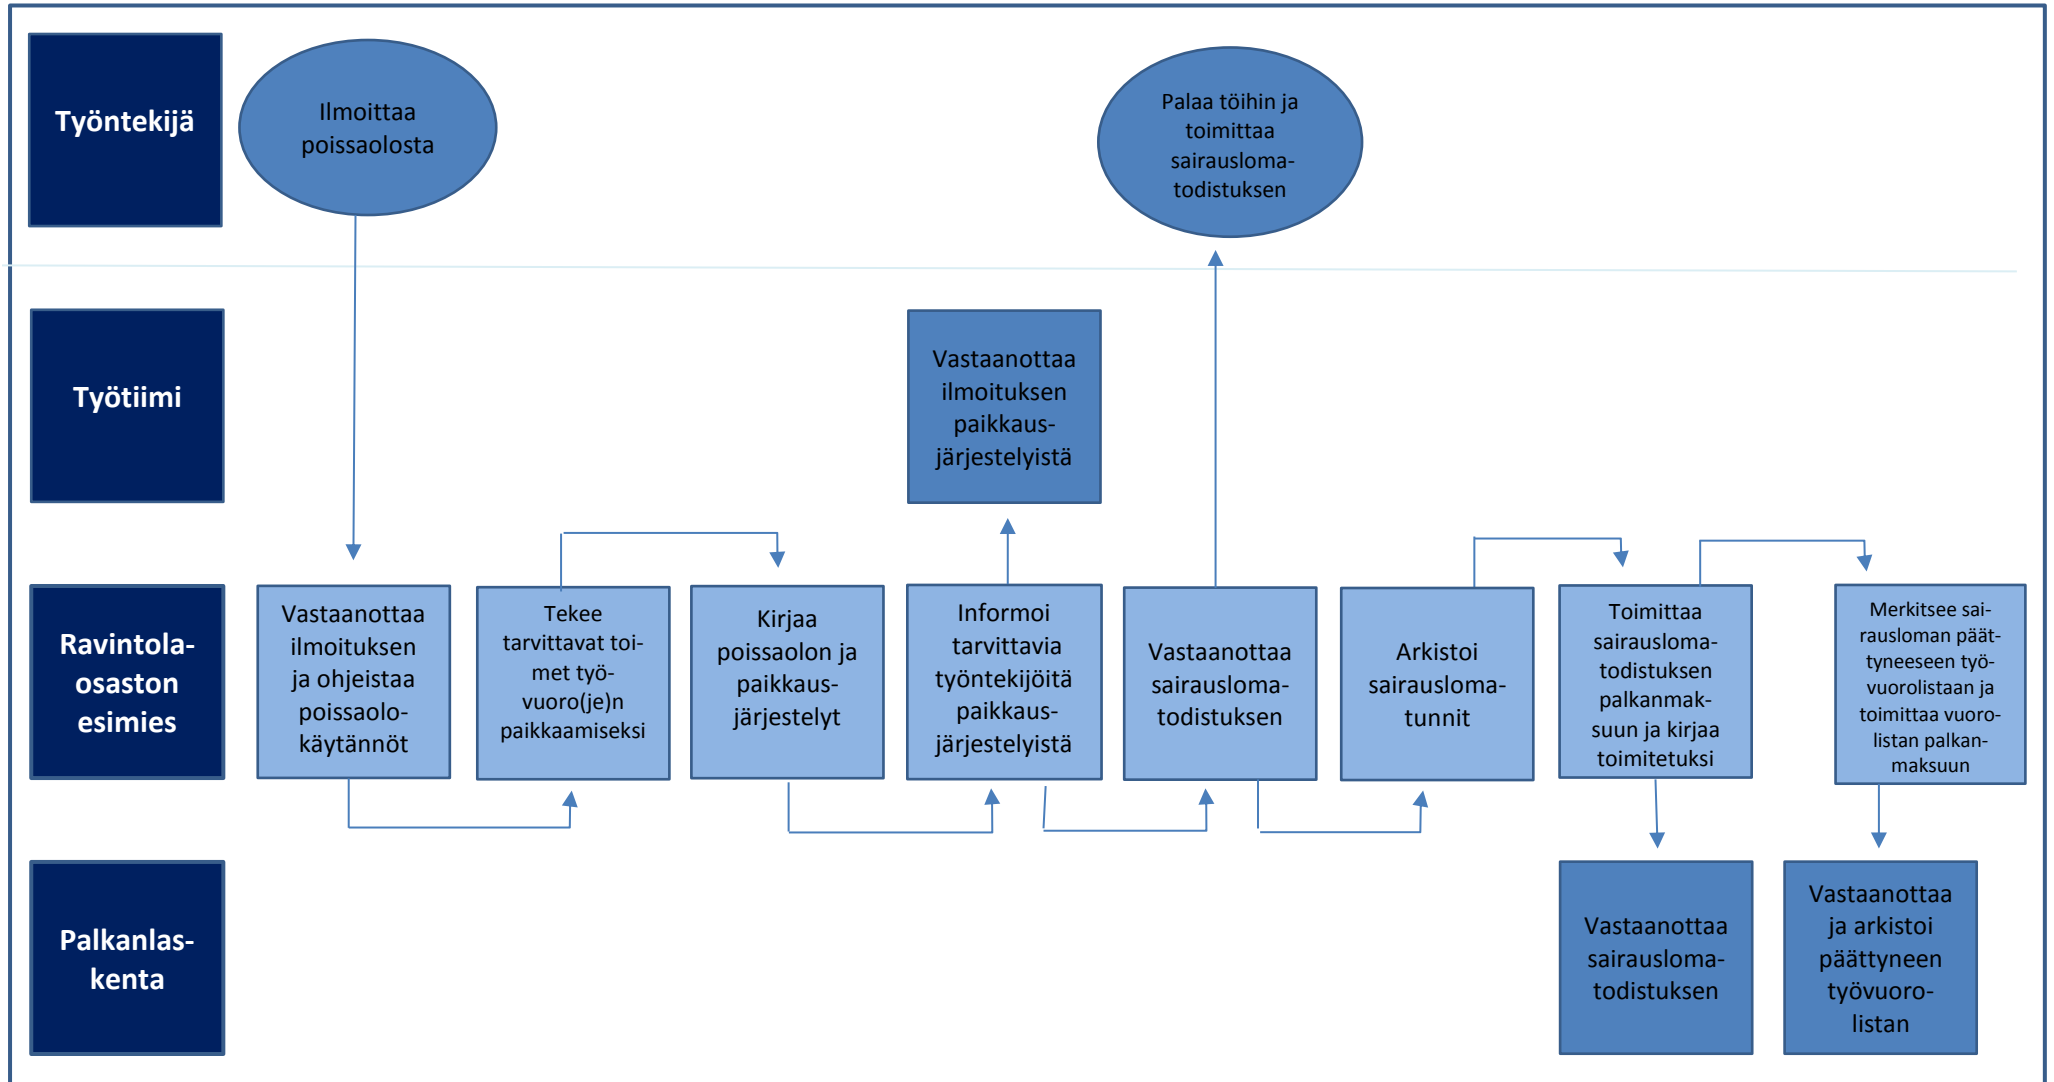 Työntekijä
Ilmoittaa
poissaolosta
Palaa töihin ja
toimittaa
sairausloma-
todistuksen
Työtiimi
Vastaanottaa
ilmoituksen
paikkaus-
järjestelyistä
Ravintola-
osaston
esimies
Vastaanottaa
ilmoituksen
ja ohjeistaa
poissaolo-
käytännöt
Tekee
tarvittavat toi-
met työ-
vuoro(je)n
paikkaamiseksi
Kirjaa
poissaolon ja
paikkaus-
järjestelyt
Informoi
tarvittavia
työntekijöitä
paikkaus-
järjestelyistä
Vastaanottaa
sairausloma-
todistuksen
Arkistoi
sairausloma-
tunnit
Toimittaa
sairausloma-
todistuksen
palkanmak-
suun ja kirjaa
toimitetuksi
Merkitsee sai-
rausloman päät-
tyneeseen työ-
vuorolistaan ja
toimittaa vuoro-
listan palkan-
maksuun
Palkanlas-
kenta
Vastaanottaa
sairausloma-
todistuksen
Vastaanottaa
ja arkistoi
päättyneen
työvuoro-
listan